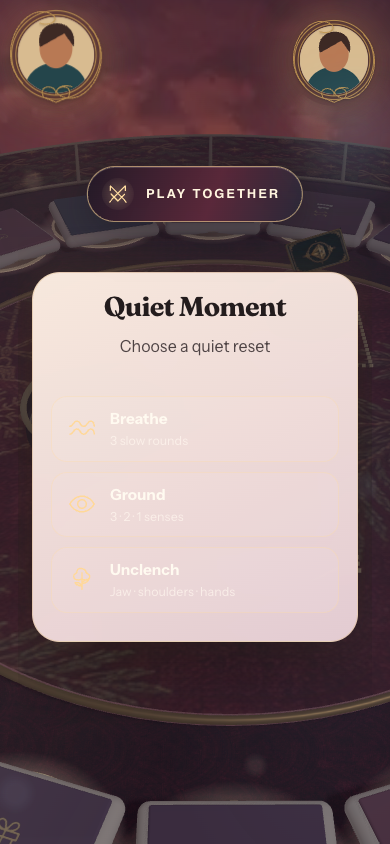 PLAY TOGETHER
Quiet Moment
Choose a quiet reset
Breathe
3 slow rounds
Ground
3 · 2 · 1 senses
Unclench
Jaw · shoulders · hands